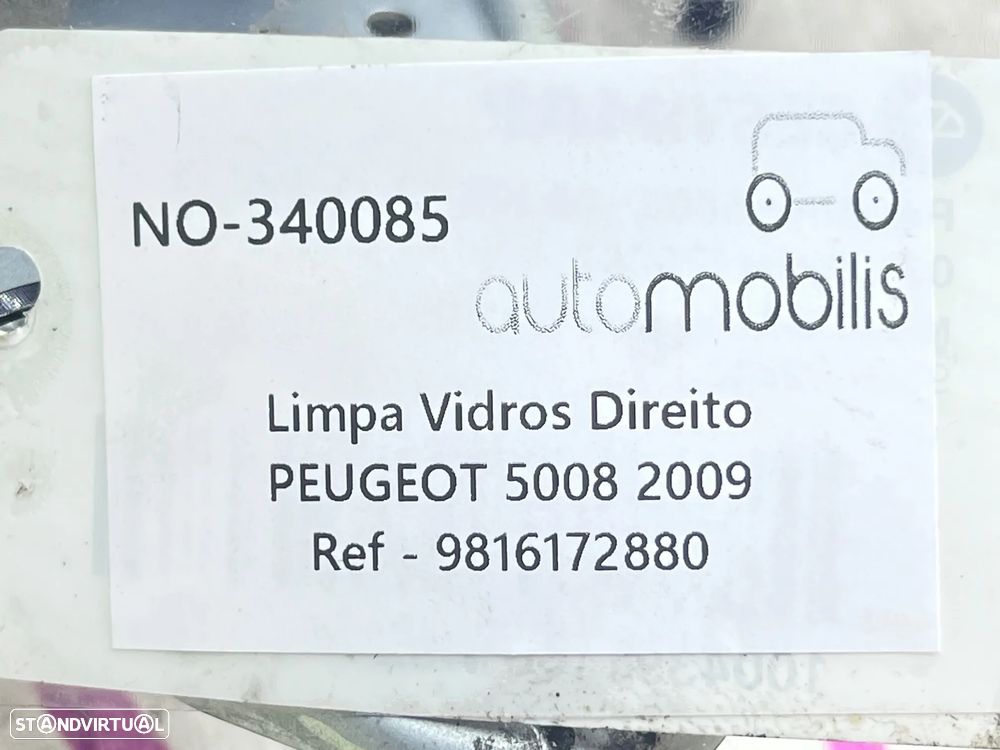 NO-340085
automobilis
Limpa Vidros Direito
PEUGEOT 5008 2009
Ref - 9816172880
STANDVIRTUAL